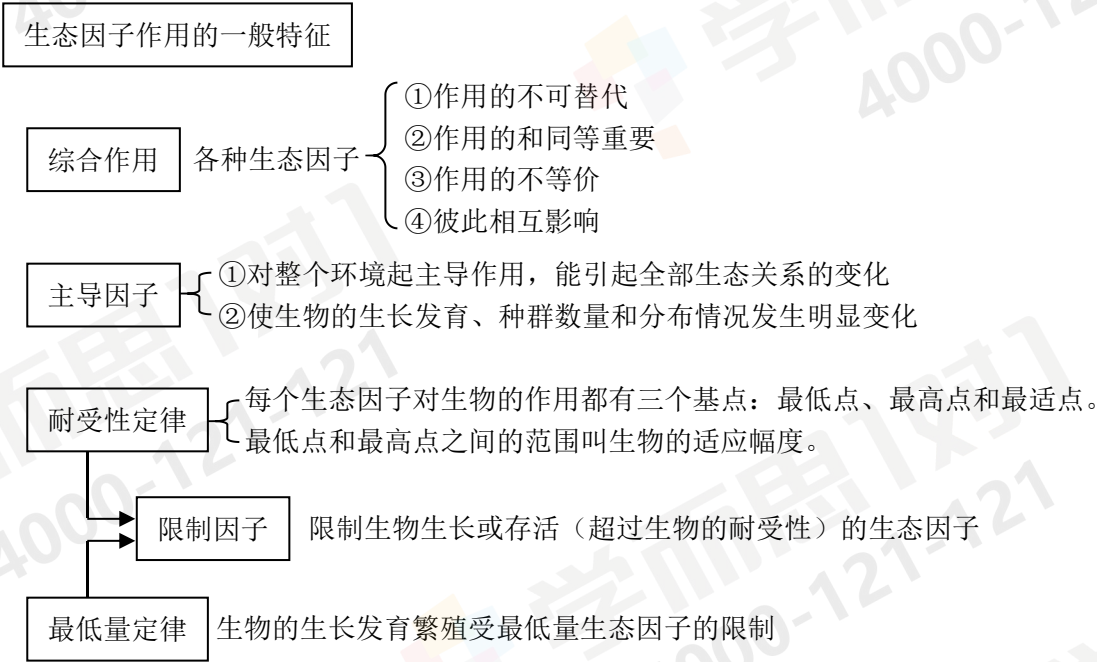 生态因子作用的一般特征
综合作用 各种生态因子
①作用的不可替代
②作用的和同等重要
③作用的不等价
④彼此相互影响
主导因子
①对整个环境起主导作用，能引起全部生态关系的变化
②使生物的生长发育、种群数量和分布情况发生明显变化
耐受性定律
每个生态因子对生物的作用都有三个基点：最低点、最高点和最适点。
最低点和最高点之间的范围叫生物的适应幅度。
限制因子 限制生物生长或存活（超过生物的耐受性）的生态因子
最低量定律 生物的生长发育繁殖受最低量生态因子的限制
学而思1对1
4000-121-121